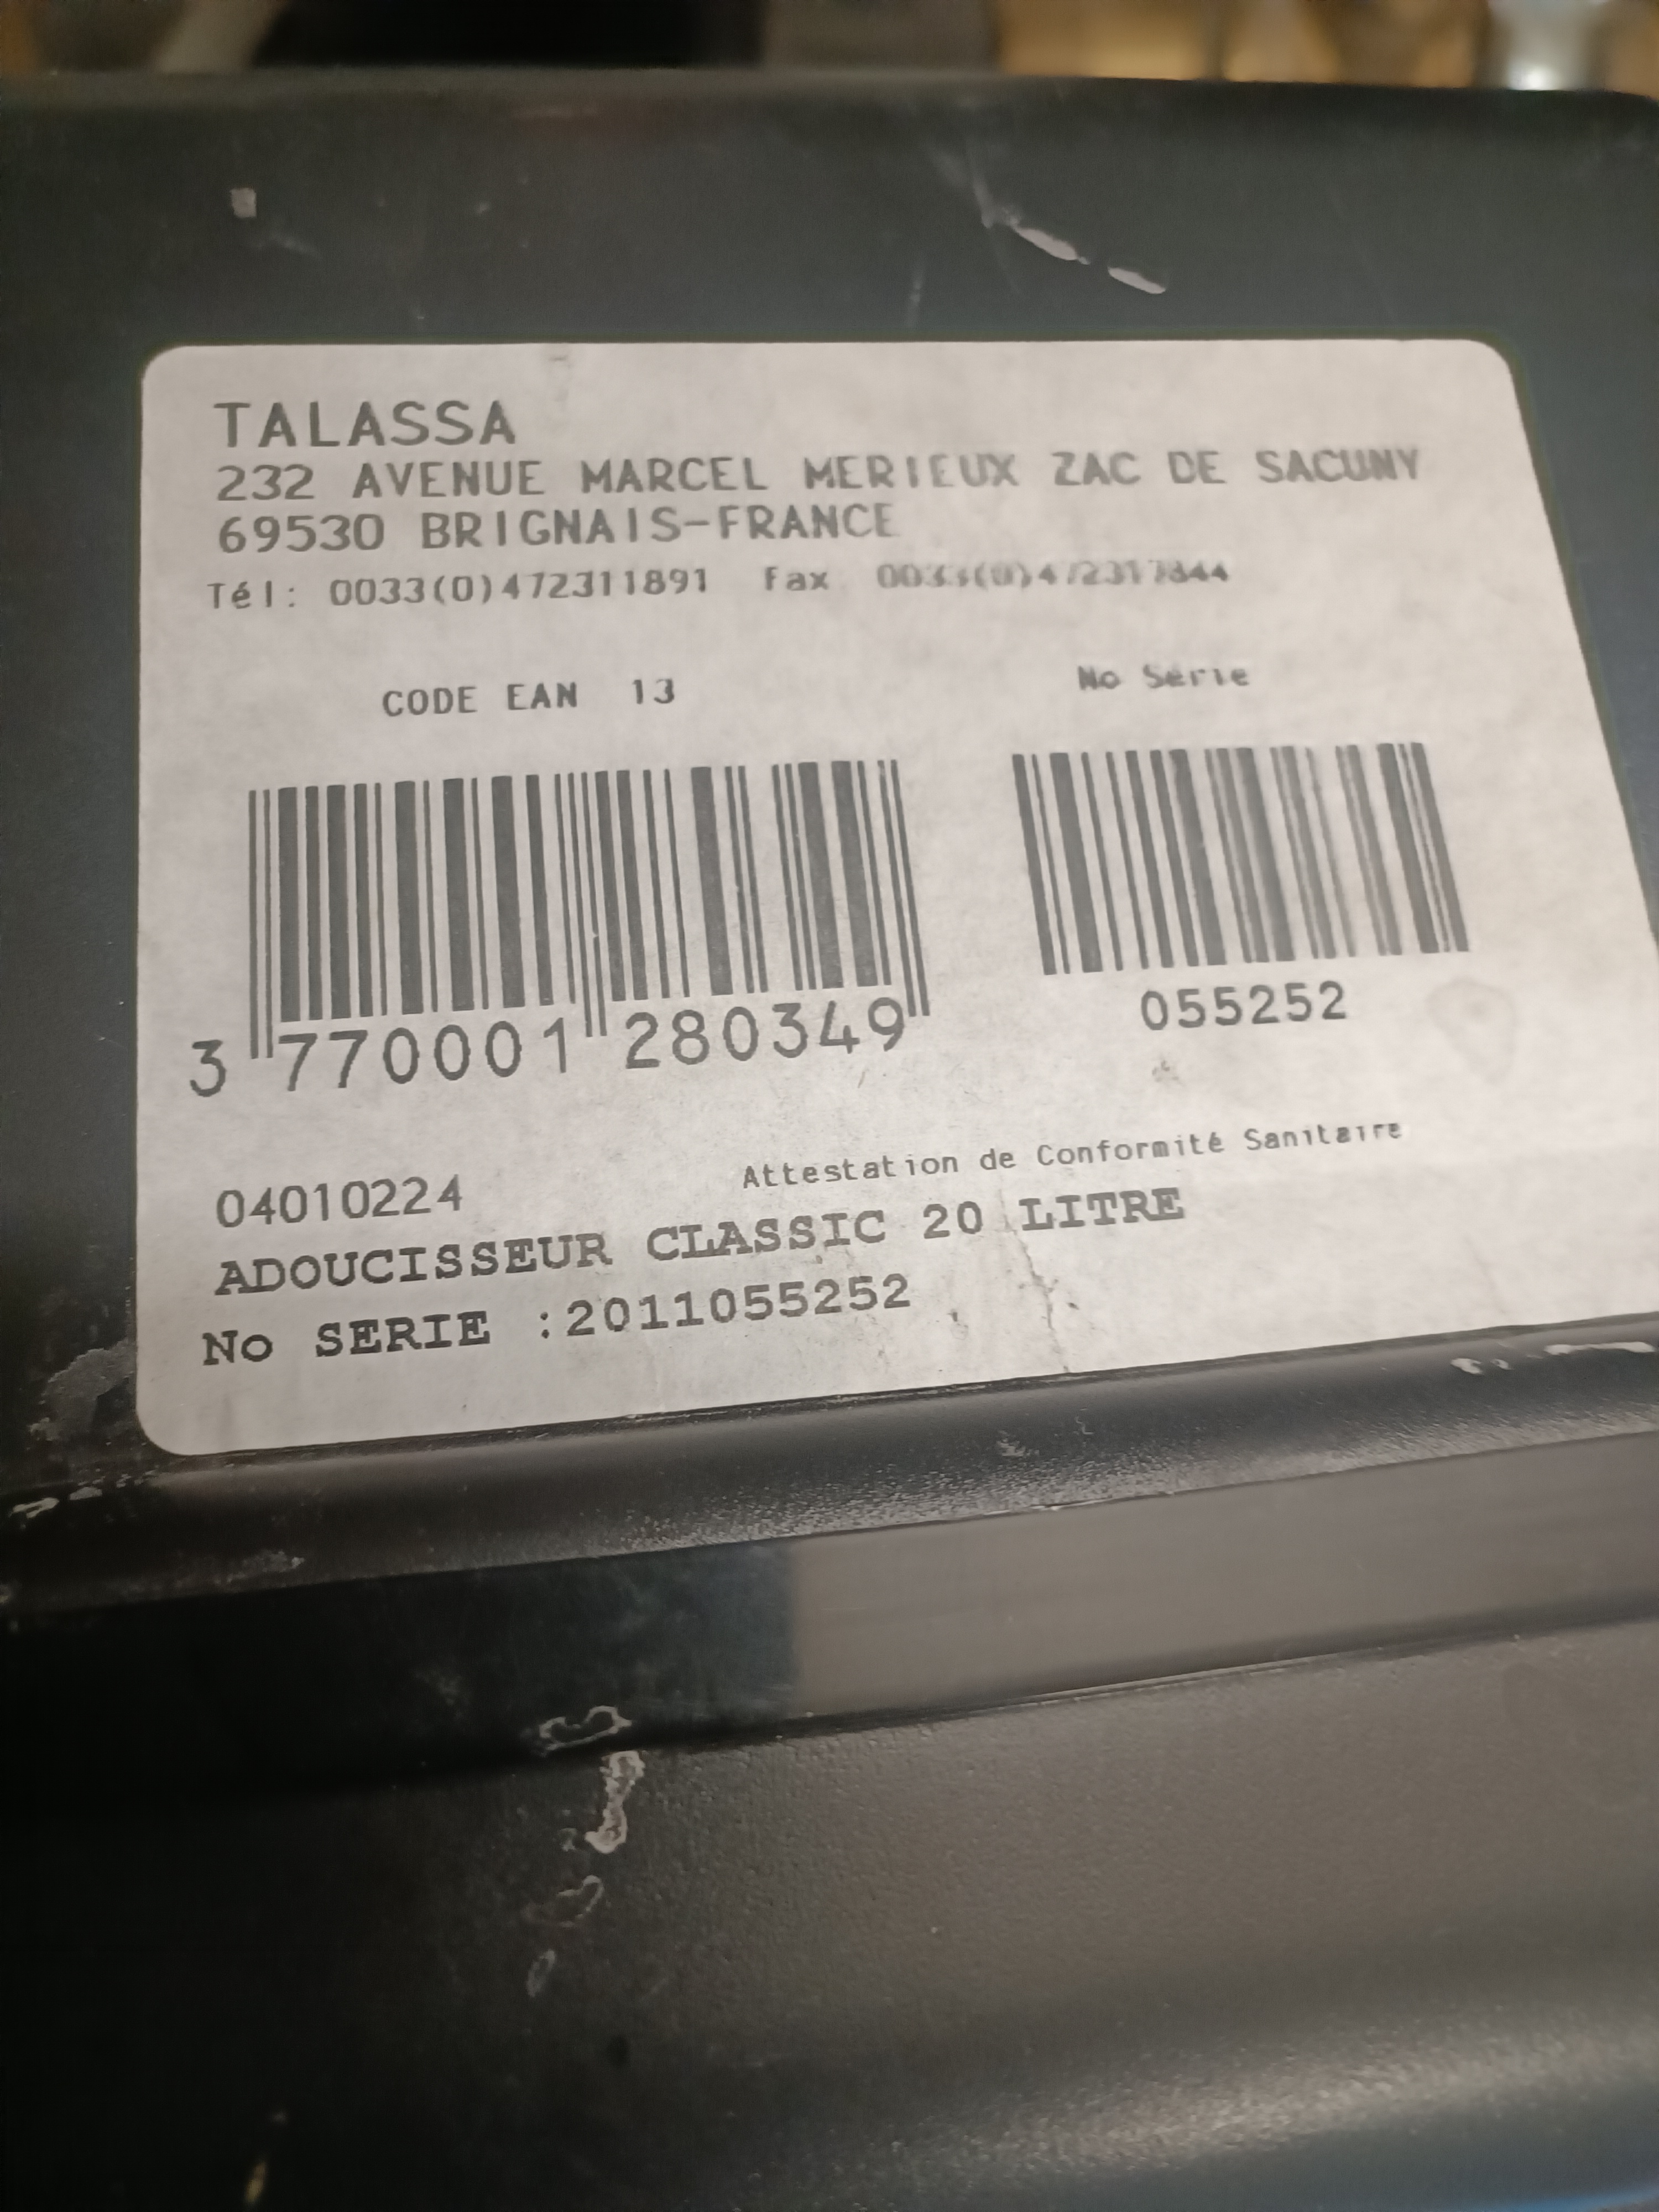 TALASSA
232 AVENUE MARCEL MERIEUX ZAC DE SACUNY
69530 BRIGNAIS-FRANCE
Tél: 0033(0)472311891 Fax
CODE EAN 13
No Série
3 770001 280349
055252
04010224
Attestation de Conformité Sanitaire
ADOUCISSEUR CLASSIC 20 LITRE
No SERIE :2011055252